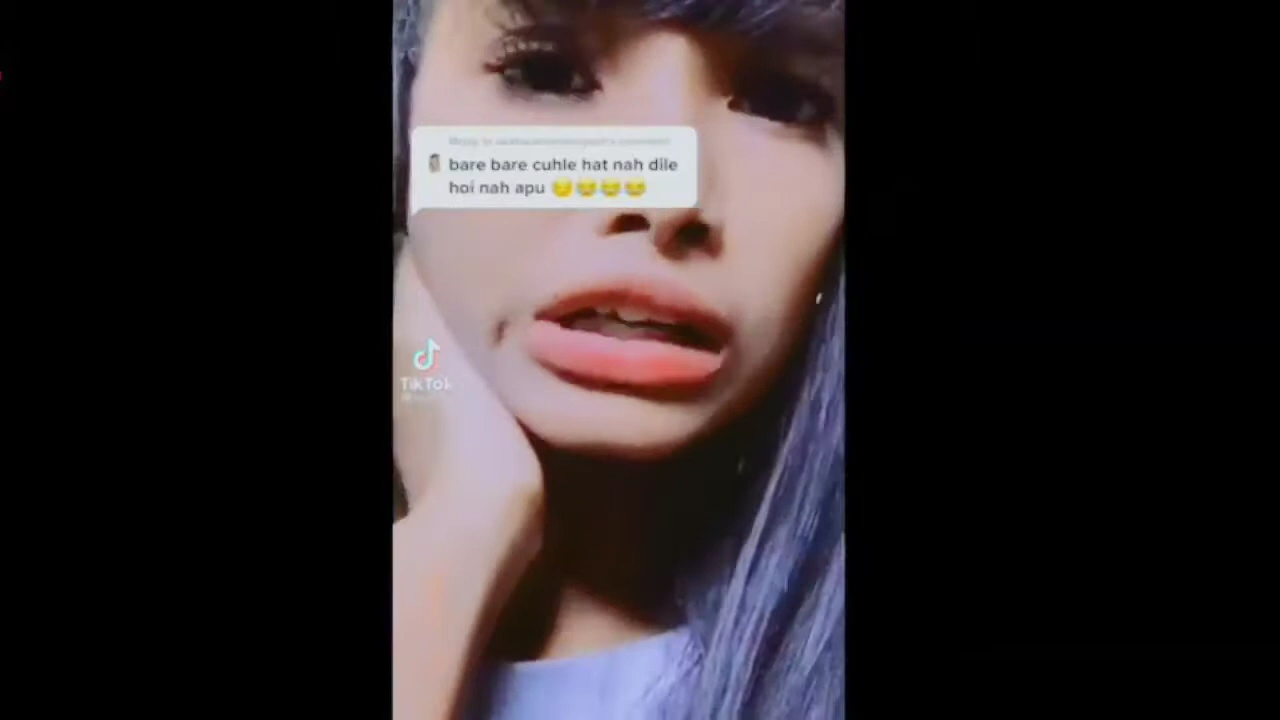 bare bare cuhle hat nah dile
hoi nah apu 😔😂😂😂
TikTok